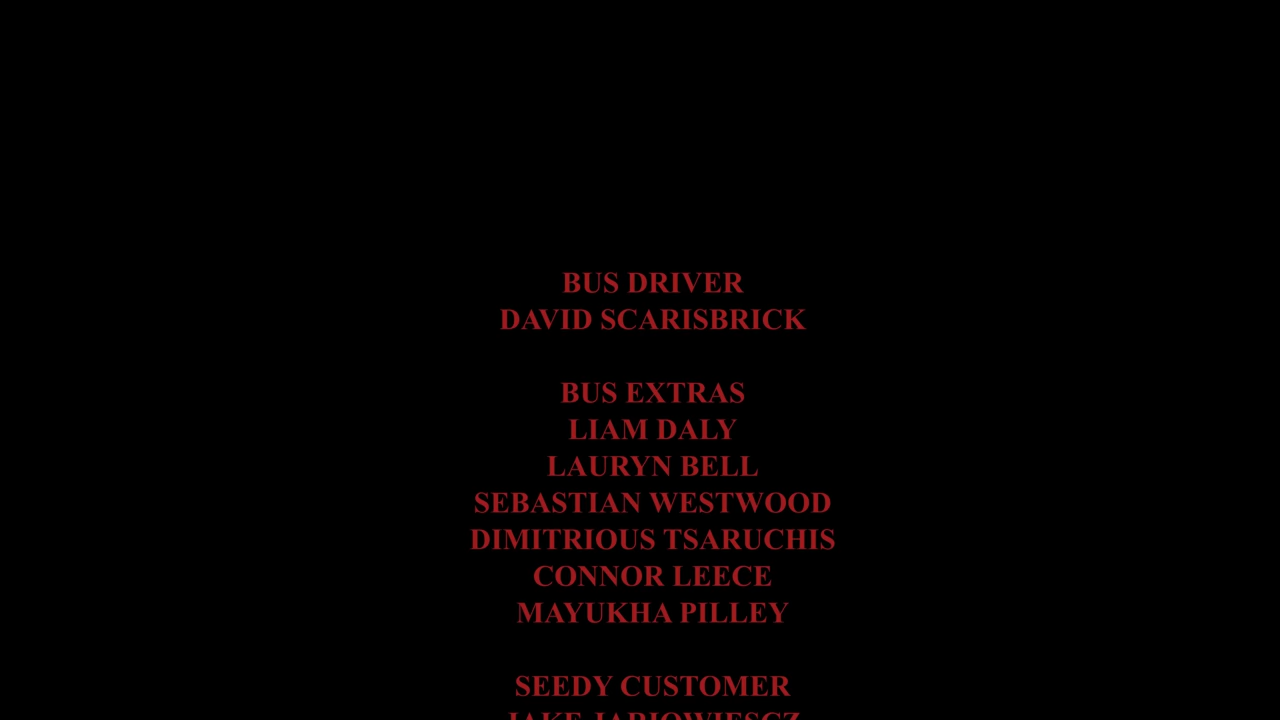 BUS DRIVER
DAVID SCARISBRICK
BUS EXTRAS
LIAM DALY
LAURYN BELL
SEBASTIAN WESTWOOD
DIMITRIOUS TSARUCHIS
CONNOR LEECE
MAYUKHA PILLEY
SEEDY CUSTOMER
JAKE